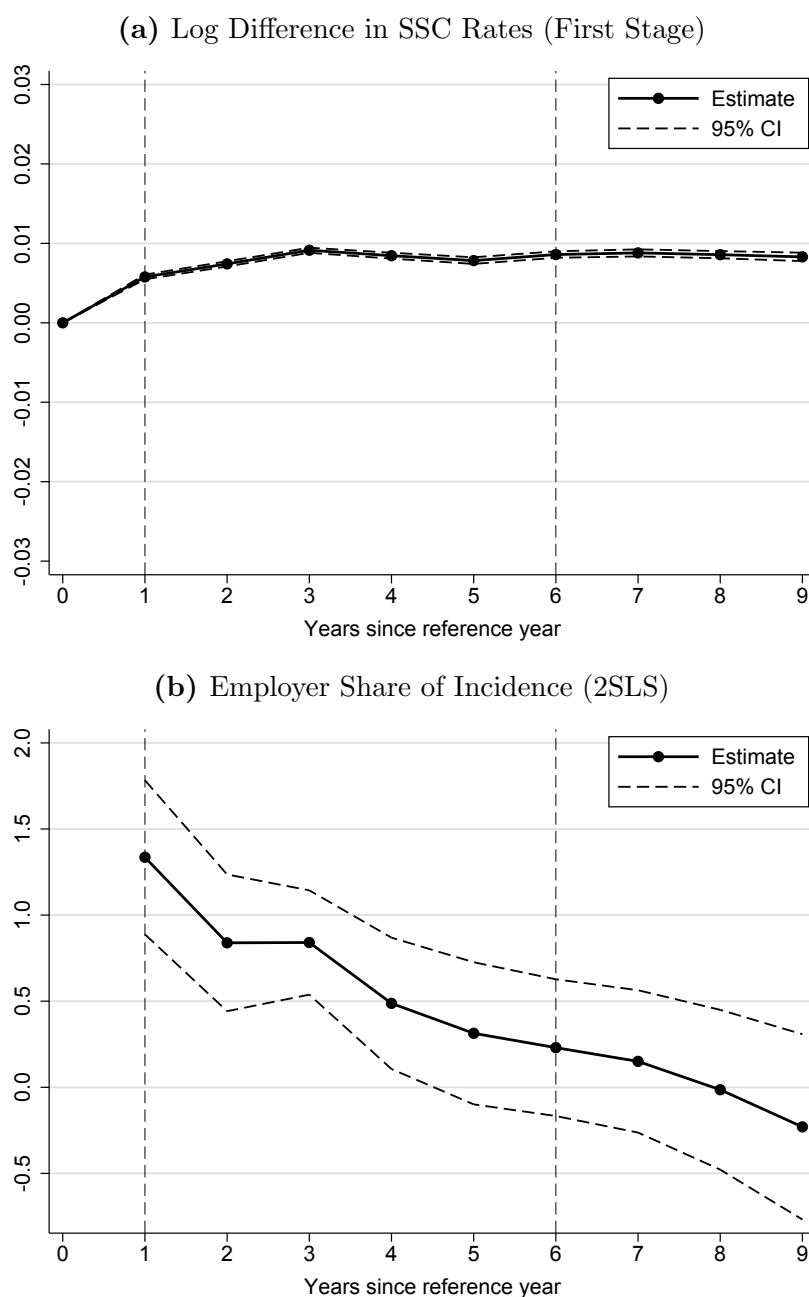 (a) Log Difference in SSC Rates (First Stage)
0.03
0.02
0.01
0.00
-0.01
-0.02
-0.03
Estimate
95% CI
0 1 2 3 4 5 6 7 8 9
Years since reference year
(b) Employer Share of Incidence (2SLS)
2.0
1.5
1.0
0.5
0.0
-0.5
Estimate
95% CI
0 1 2 3 4 5 6 7 8 9
Years since reference year